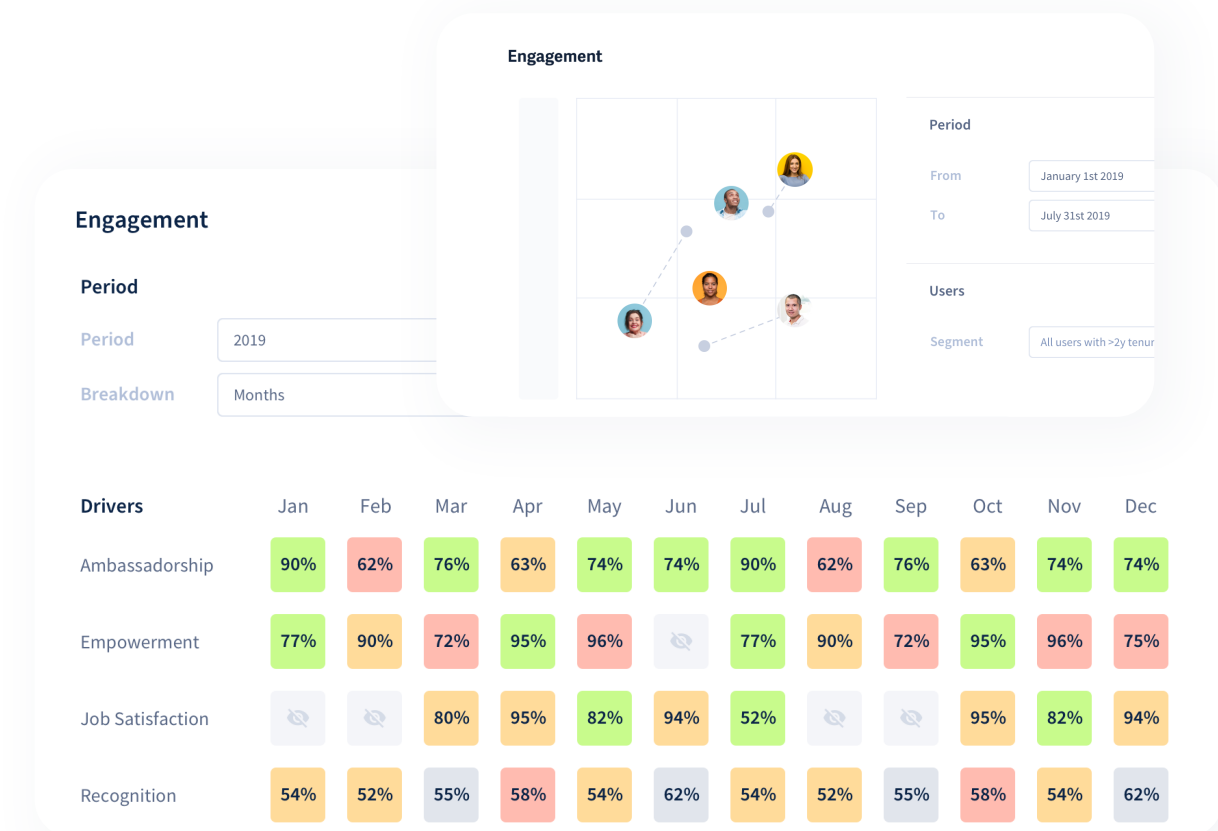 Engagement
Period
From January 1st 2019
To July 31st 2019
Users
Segment All users with >2y
Engagement
Period
Period 2019
Breakdown Months
Drivers Jan Feb Mar Apr May Jun Jul Aug Sep Oct Nov Dec
Ambassadorship 90% 62% 76% 63% 74% 74% 90% 62% 76% 63% 74% 74%
Empowerment 77% 90% 72% 95% 96% 77% 90% 72% 95% 96% 75%
Job Satisfaction 80% 95% 82% 94% 52% 95% 82% 94%
Recognition 54% 52% 55% 58% 54% 62% 54% 52% 55% 58% 54% 62%